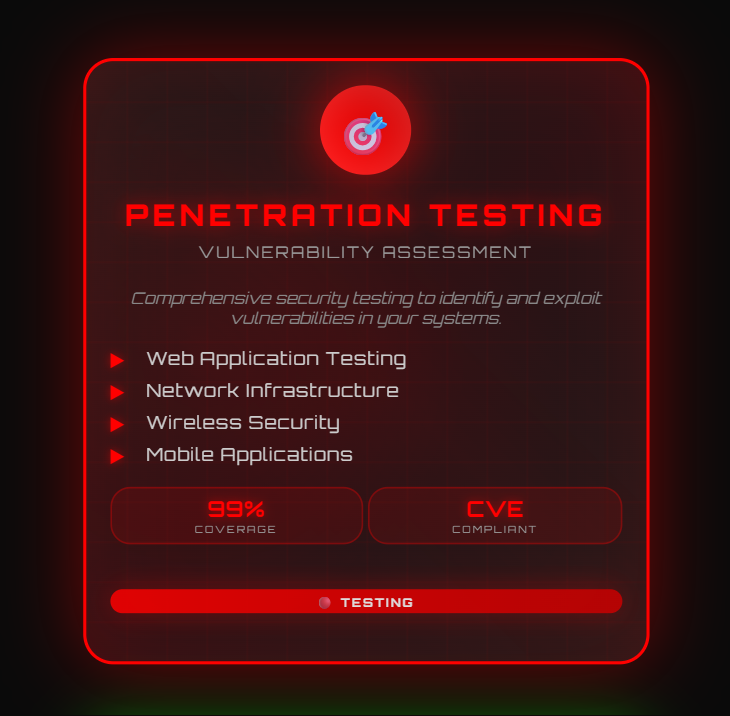 PENETRATION TESTING
VULNERABILITY ASSESSMENT
Comprehensive security testing to identify and exploit
vulnerabilities in your systems.
Web Application Testing
Network Infrastructure
Wireless Security
Mobile Applications
99%
COVERAGE
CVE
COMPLIANT
TESTING